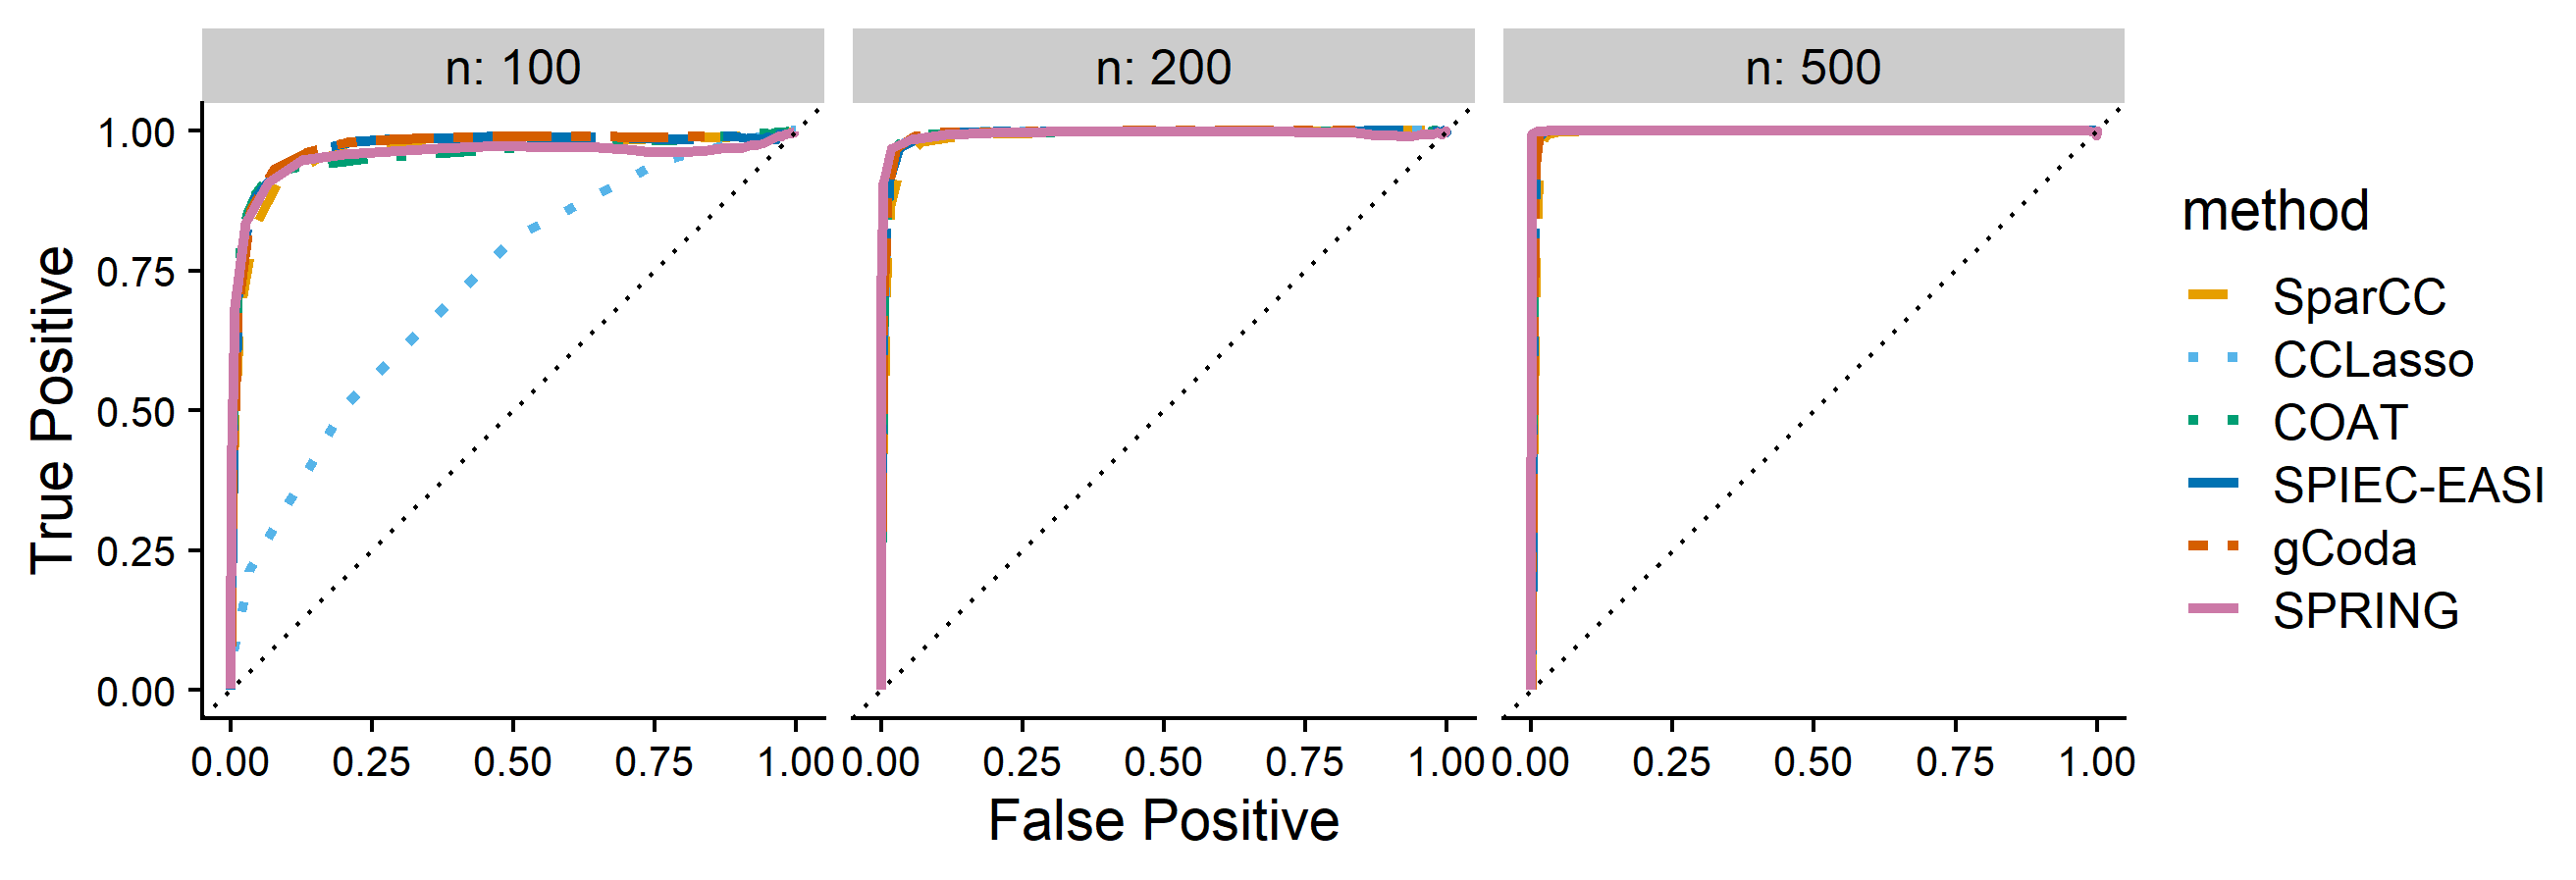 n: 100
n: 200
n: 500
True Positive
1.00
0.75
0.50
0.25
0.00
0.00 0.25 0.50 0.75 1.00
0.00 0.25 0.50 0.75 1.00
0.00 0.25 0.50 0.75 1.00
False Positive
method
SparCC
CCLasso
COAT
SPIEC-EASI
gCoda
SPRING